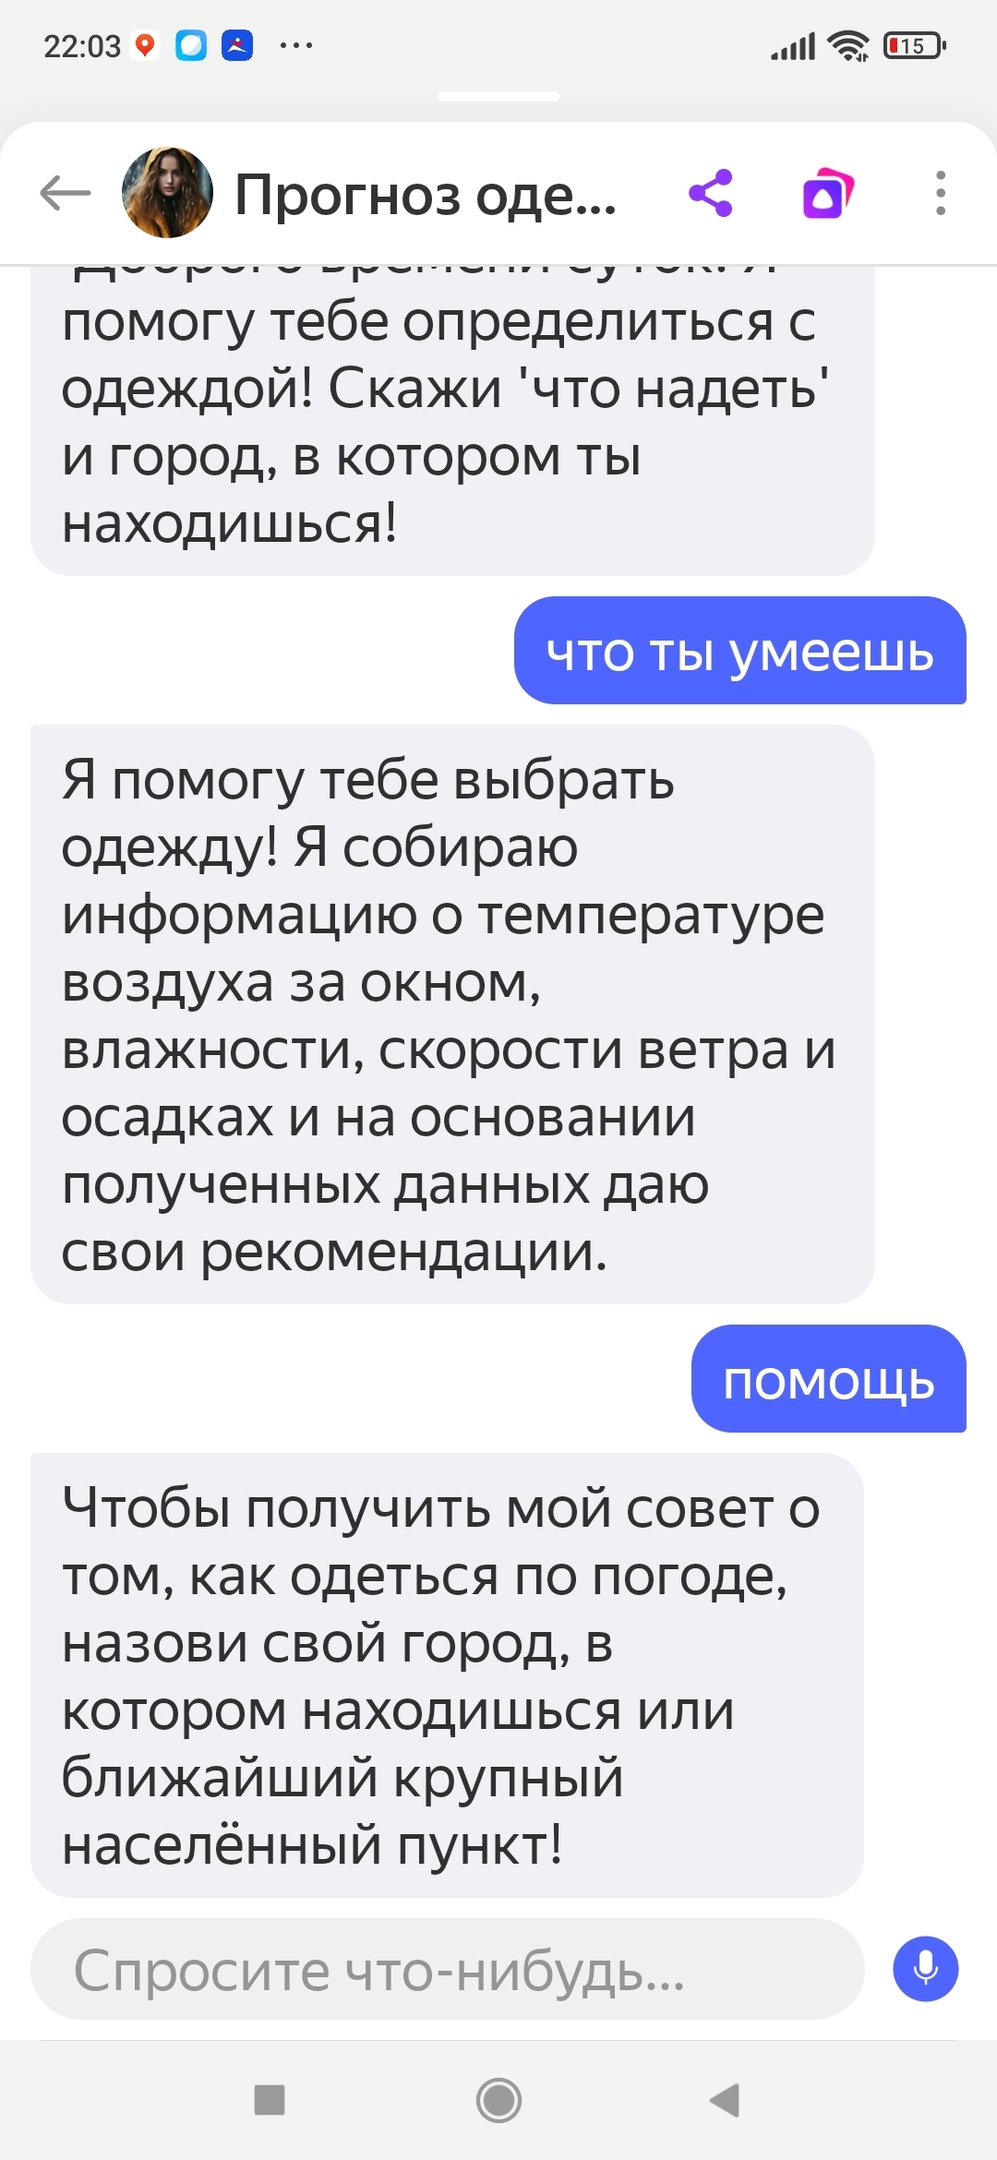 22:03
15
Прогноз оде...
Доброго времени суток! Я
помогу тебе определиться с
одеждой! Скажи 'что надеть'
и город, в котором ты
находишься!
что ты умеешь
Я помогу тебе выбрать
одежду! Я собираю
информацию о температуре
воздуха за окном,
влажности, скорости ветра и
осадках и на основании
полученных данных даю
свои рекомендации.
помощь
Чтобы получить мой совет о
том, как одеться по погоде,
назови свой город, в
котором находишься или
ближайший крупный
населённый пункт!
Спросите что-нибудь...